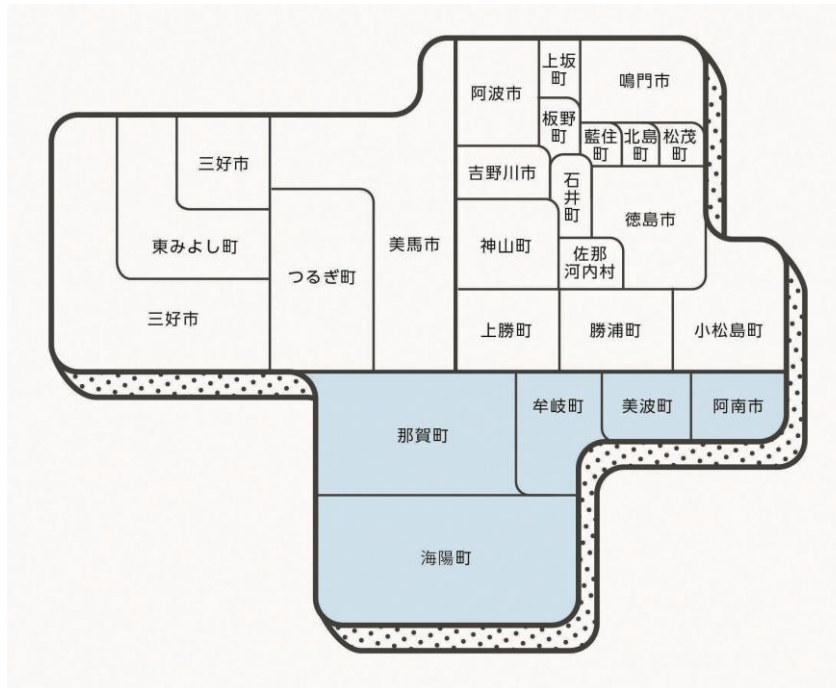 上坂
町
鳴門市
阿波市
板野
町
藍住
町
北島
町
松茂
町
三好市
吉野川市
石
井
町
徳島市
東みよし町
美馬市
神山町
佐那
河内村
つるぎ町
三好市
上勝町
勝浦町
小松島町
那賀町
牟岐町
美波町
阿南市
海陽町